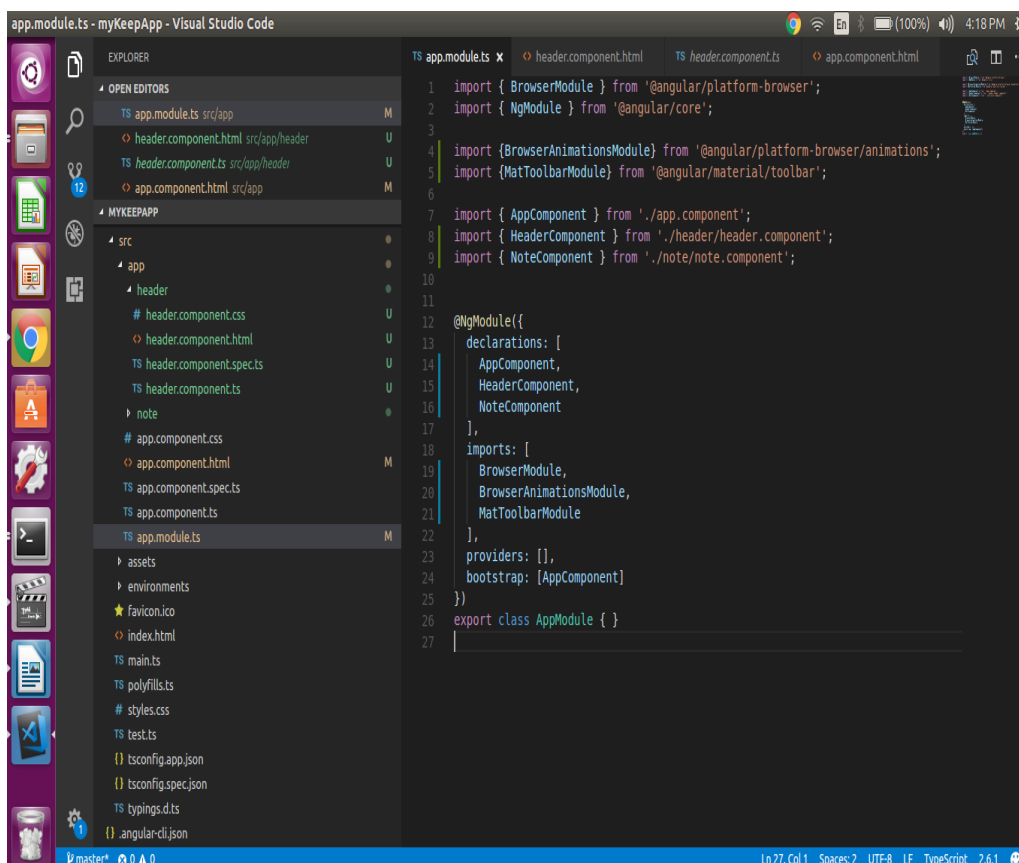 app.module.ts - myKeepApp - Visual Studio Code
En
(100%)
4:18 PM
EXPLORER
OPEN EDITORS
TS app.module.ts src/app M
<> header.component.html src/app/header U
TS header.component.ts src/app/header U
<> app.component.html src/app M
MYKEEPAPP
src
app
header
# header.component.css U
<> header.component.html U
TS header.component.spec.ts U
TS header.component.ts U
note
# app.component.css
<> app.component.html M
TS app.component.spec.ts
TS app.component.ts
TS app.module.ts M
assets
environments
favicon.ico
<> index.html
TS main.ts
TS polyfills.ts
# styles.css
TS test.ts
{} tsconfig.app.json
{} tsconfig.spec.json
TS typings.d.ts
{} .angular-cli.json
12
1
TS app.module.ts x
<> header.component.html
TS header.component.ts
<> app.component.html
1 import { BrowserModule } from '@angular/platform-browser';
2 import { NgModule } from '@angular/core';
3
4 import {BrowserAnimationsModule} from '@angular/platform-browser/animations';
5 import {MatToolbarModule} from '@angular/material/toolbar';
6
7 import { AppComponent } from './app.component';
8 import { HeaderComponent } from './header/header.component';
9 import { NoteComponent } from './note/note.component';
10
11
12 @NgModule({
13 declarations: [
14 AppComponent,
15 HeaderComponent,
16 NoteComponent
17 ],
18 imports: [
19 BrowserModule,
20 BrowserAnimationsModule,
21 MatToolbarModule
22 ],
23 providers: [],
24 bootstrap: [AppComponent]
25 })
26 export class AppModule { }
27
master* 0 0
Ln 27, Col 1 Spaces: 2 UTF-8 LF TypeScript 2.6.1